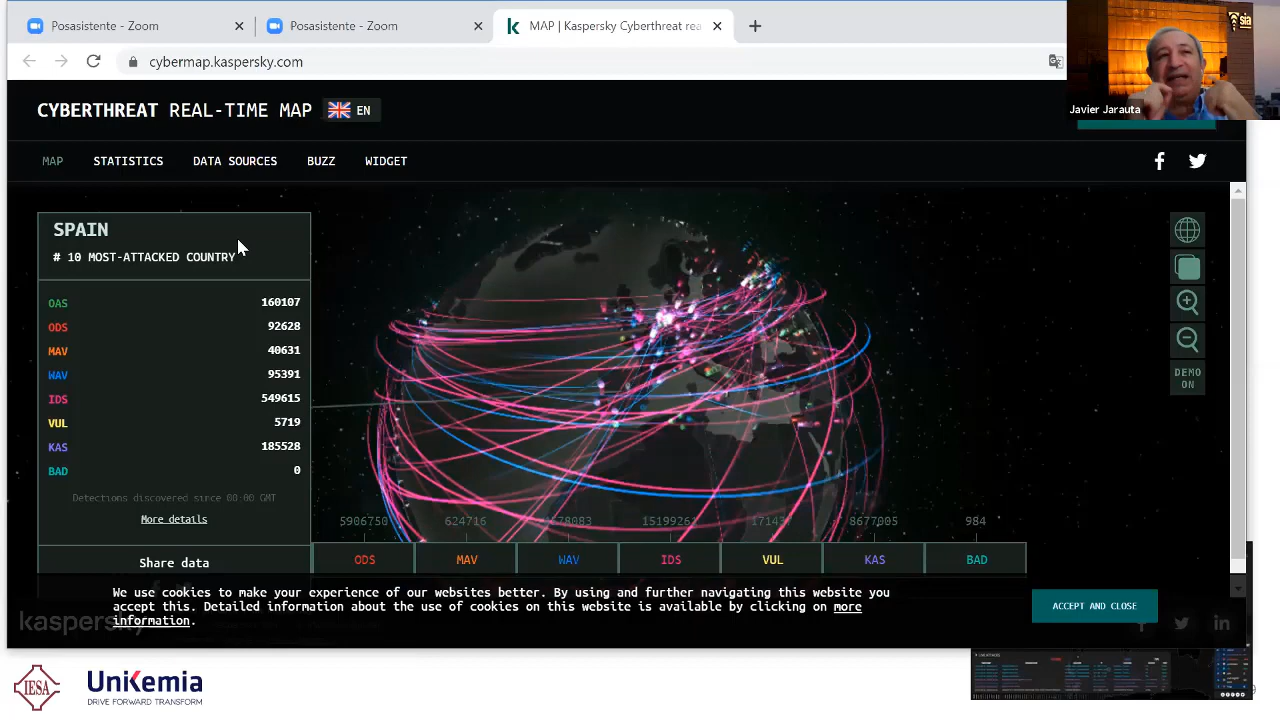 Posasistente - Zoom
Posasistente - Zoom
MAP | Kaspersky Cyberthreat rea
cybermap.kaspersky.com
sia
Javier Jarauta
CYBERTHREAT REAL-TIME MAP EN
MAP STATISTICS DATA SOURCES BUZZ WIDGET
SPAIN
# 10 MOST-ATTACKED COUNTRY
OAS 160107
ODS 92628
MAV 40631
WAV 95391
IDS 549615
VUL 5719
KAS 185528
BAD 0
Detections discovered since 00:00 GMT
More details
Share data
DEMO
ON
5906750 624716 15199261 8677005 984
ODS MAV WAV IDS VUL KAS BAD
We use cookies to make your experience of our websites better. By using and further navigating this website you
accept this. Detailed information about the use of cookies on this website is available by clicking on more
information.
ACCEPT AND CLOSE
kaspersky
IESA
UniKemia
DRIVE FORWARD TRANSFORM